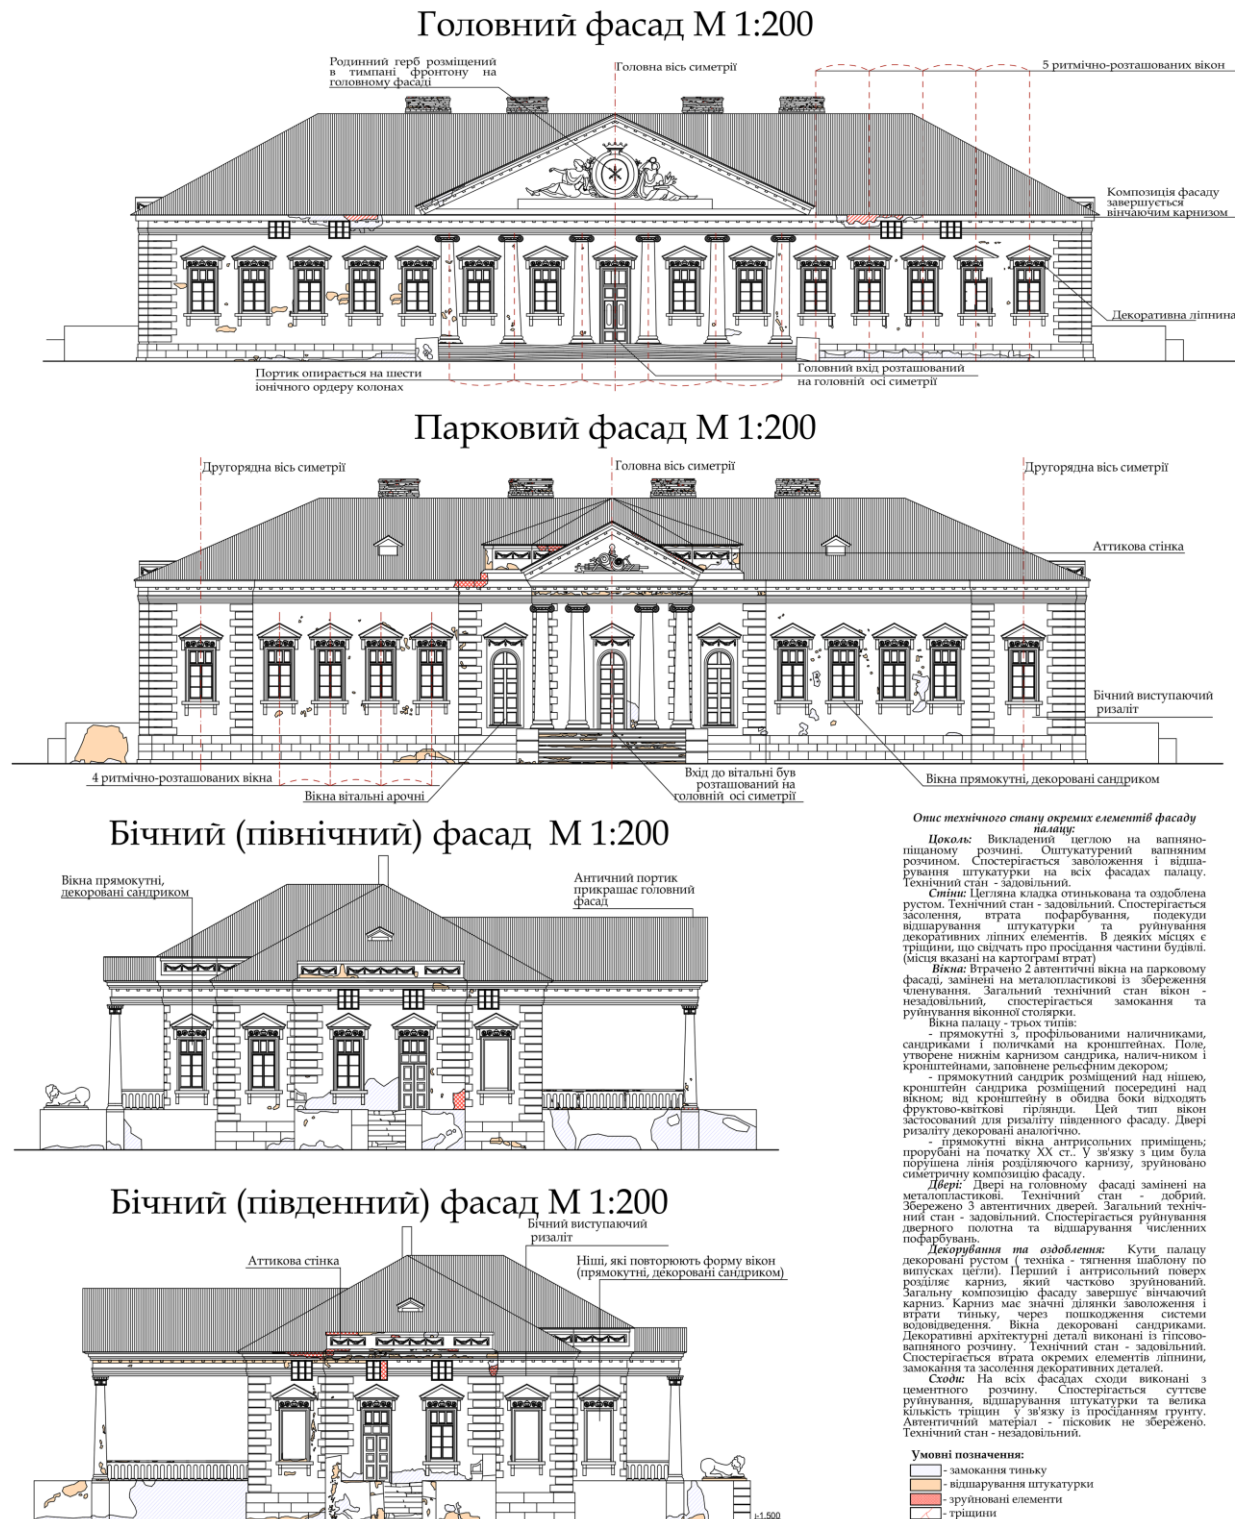 Головний фасад М 1:200
Родинний герб розміщений
в тимпані фронтону на
головному фасаді
Головна вісь симетрії
5 ритмічно-розташованих вікон
Композиція фасаду
завершується
вінчаючим карнизом
Декоративна ліпнина
Портик опирається на шести
іонічного ордеру колонах
Головний вхід розташований
на головній осі симетрії
Парковий фасад М 1:200
Другорядна вісь симетрії
Головна вісь симетрії
Другорядна вісь симетрії
Аттикова стінка
Бічний виступаючий
ризаліт
4 ритмічно-розташованих вікна
Вікна вітальні арочні
Вхід до вітальні був
розташований на
головній осі симетрії
Вікна прямокутні, декоровані сандриком
Бічний (північний) фасад М 1:200
Вікна прямокутні,
декоровані сандриком
Античний портик
прикрашає головний
фасад
Бічний (південний) фасад М 1:200
Бічний виступаючий
ризаліт
Аттикова стінка
Ніші, які повторюють форму вікон
(прямокутні, декоровані сандриком)
Опис технічного стану окремих елементів фасаду
палацу:
Цоколь: Викладений цеглою на вапняно-
піщаному розчині. Оштукатурений вапняним
розчином. Спостерігається заволоження і відша-
рування штукатурки на всіх фасадах палацу.
Технічний стан - задовільний.
Стіни: Цегляна кладка отинькована та оздоблена
рустом. Технічний стан - задовільний. Спостерігається
засолення, втрата пофарбування, подекуди
відшарування штукатурки та руйнування
декоративних ліпних елементів. В деяких місцях є
тріщини, що свідчать про просідання частини будівлі.
(місця вказані на картограмі втрат)
Вікна: Втрачено 2 автентичні вікна на парковому
фасаді, замінені на металопластикові із збереження
членування. Загальний технічний стан вікон -
незадовільний, спостерігається замокання та
руйнування віконної столярки.
Вікна палацу - трьох типів:
- прямокутні з, профільованими наличниками,
сандриками і поличками на кронштейнах. Поле,
утворене нижнім карнизом сандрика, налич-ником і
кронштейнами, заповнене рельєфним декором;
- прямокутний сандрик розміщений над нішею,
кронштейн сандрика розміщений посередині над
вікном; від кронштейну в обидва боки відходять
фруктово-квіткові гірлянди. Цей тип вікон
застосований для ризаліту південного фасаду. Двері
ризаліту декоровані аналогічно.
- прямокутні вікна антрисольних приміщень;
прорубані на початку ХХ ст.. У зв'язку з цим була
порушена лінія розділяючого карнизу, зруйновано
симетричну композицію фасаду.
Двері: Двері на головному фасаді замінені на
металопластикові. Технічний стан - добрий.
Збережено 3 автентичних дверей. Загальний техніч-
ний стан - задовільний. Спостерігається руйнування
дверного полотна та відшарування численних
пофарбувань.
Декорування та оздоблення: Кути палацу
декоровані рустом ( техніка - тягнення шаблону по
випусках цегли). Перший і антрисольний поверх
розділяє карниз, який частково зруйнований.
Загальну композицію фасаду завершує вінчаючий
карниз. Карниз має значні ділянки заволоження і
втрати тиньку, через пошкодження системи
водовідведення. Вікна декоровані сандриками.
Декоративні архітектурні деталі виконані із гіпсово-
вапняного розчину. Технічний стан - задовільний.
Спостерігається втрата окремих елементів ліпнини,
замокання та засолення декоративних деталей.
Сходи: На всіх фасадах сходи виконані з
цементного розчину. Спостерігається суттєве
руйнування, відшарування штукатурки та велика
кількість тріщин у зв'язку із просіданням грунту.
Автентичний матеріал - пісковик не збережено.
Технічний стан - незадовільний.
Умовні позначення:
- замокання тиньку
- відшарування штукатурки
- зруйновані елементи
- тріщини